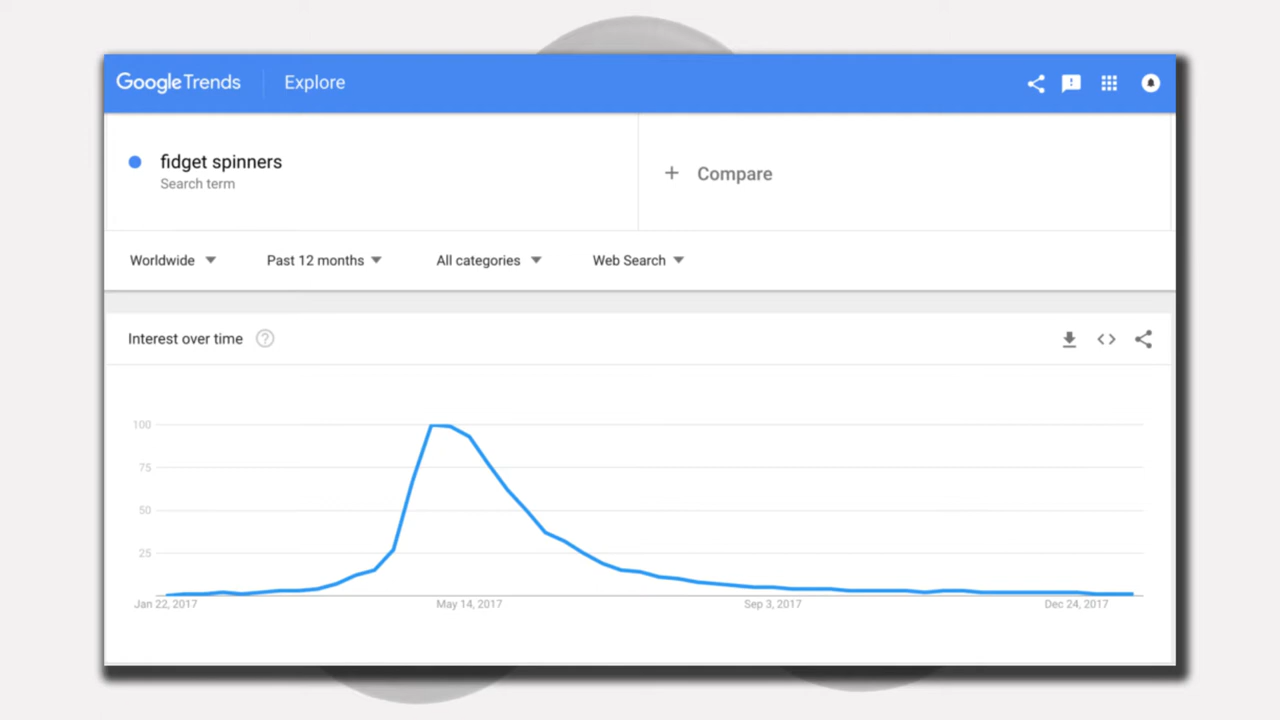 Google Trends Explore
fidget spinners
Search term
+ Compare
Worldwide Past 12 months All categories Web Search
Interest over time ?
100
75
50
25
Jan 22, 2017 May 14, 2017 Sep 3, 2017 Dec 24, 2017